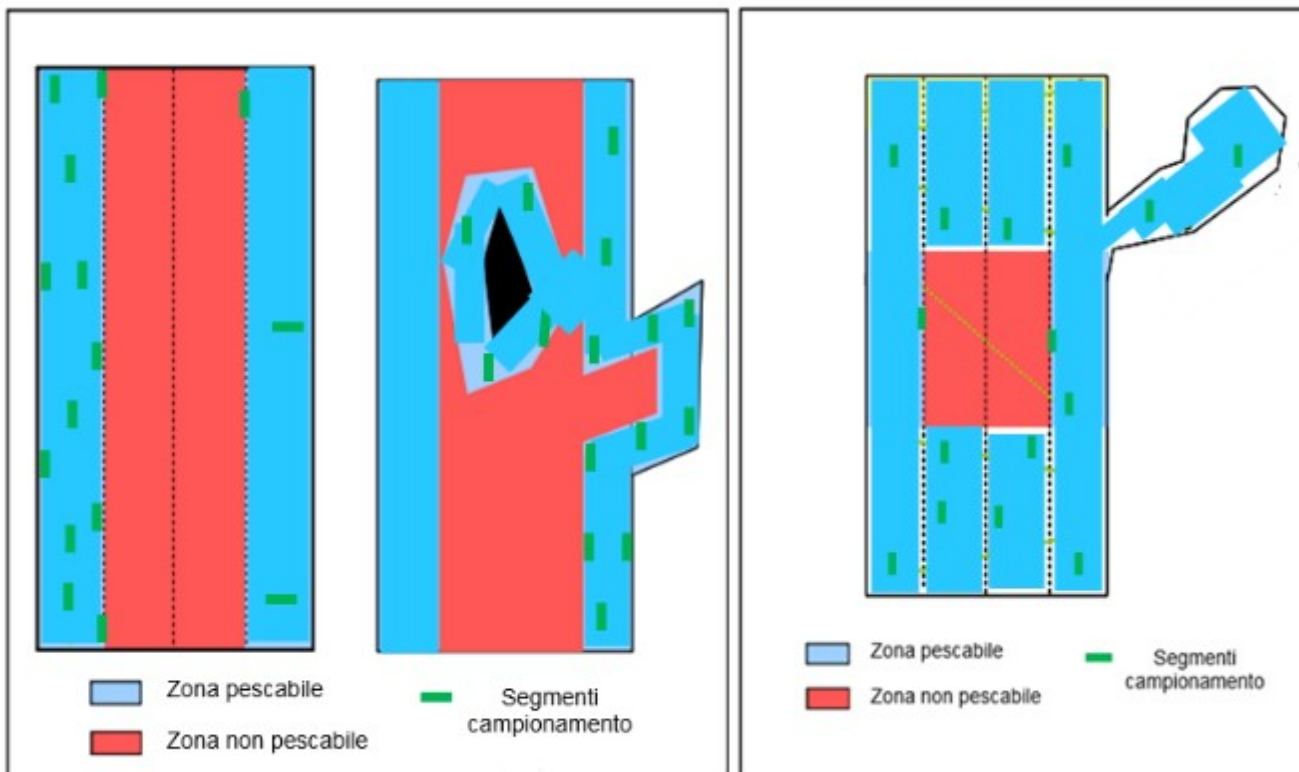 Zona pescabile
Zona non pescabile
Segmenti
campionamento
Zona pescabile
Zona non pescabile
Segmenti
campionamento